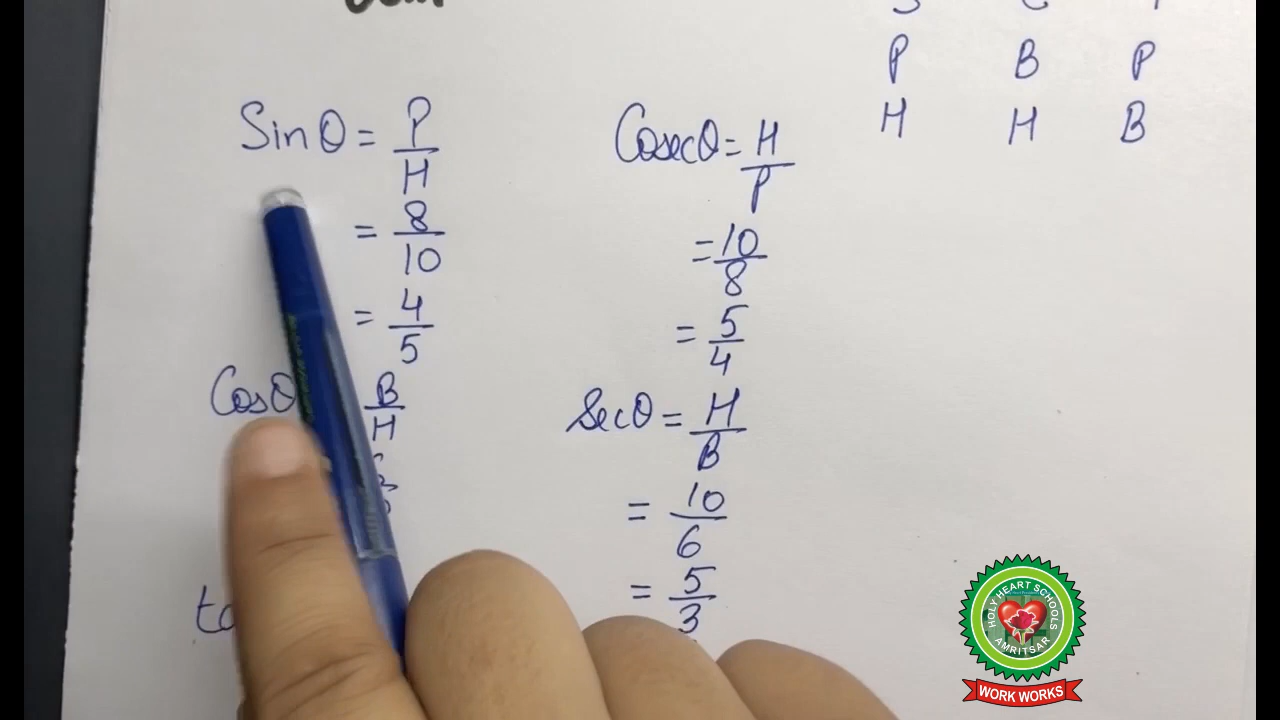 P B P
H H B
Sinθ = P/H
= 8/10
= 4/5
Cosθ B/H
Cosecθ = H/P
= 10/8
= 5/4
Secθ = H/B
= 10/6
= 5/3
HOLY HEART SCHOOLS
AMRITSAR
WORK WORKS